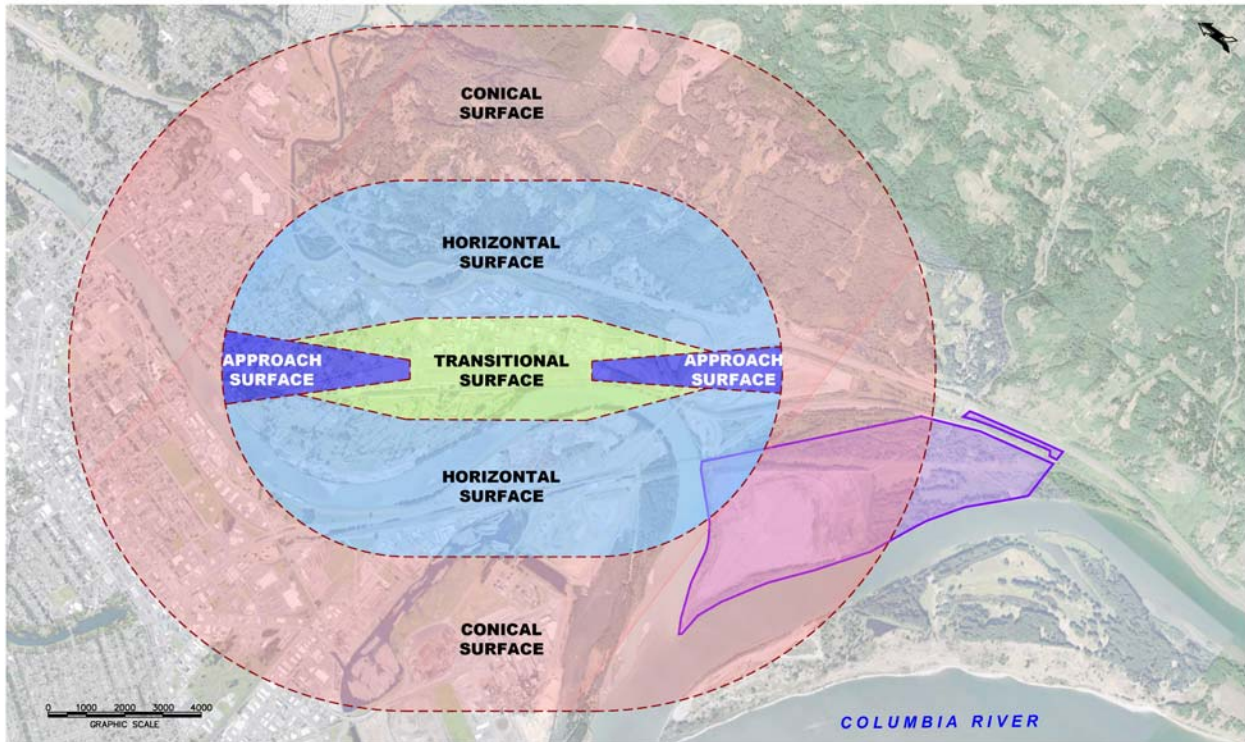 CONICAL
SURFACE
HORIZONTAL
SURFACE
APPROACH
SURFACE
TRANSITIONAL
SURFACE
APPROACH
SURFACE
HORIZONTAL
SURFACE
CONICAL
SURFACE
0 1000 2000 3000 4000
GRAPHIC SCALE
COLUMBIA RIVER